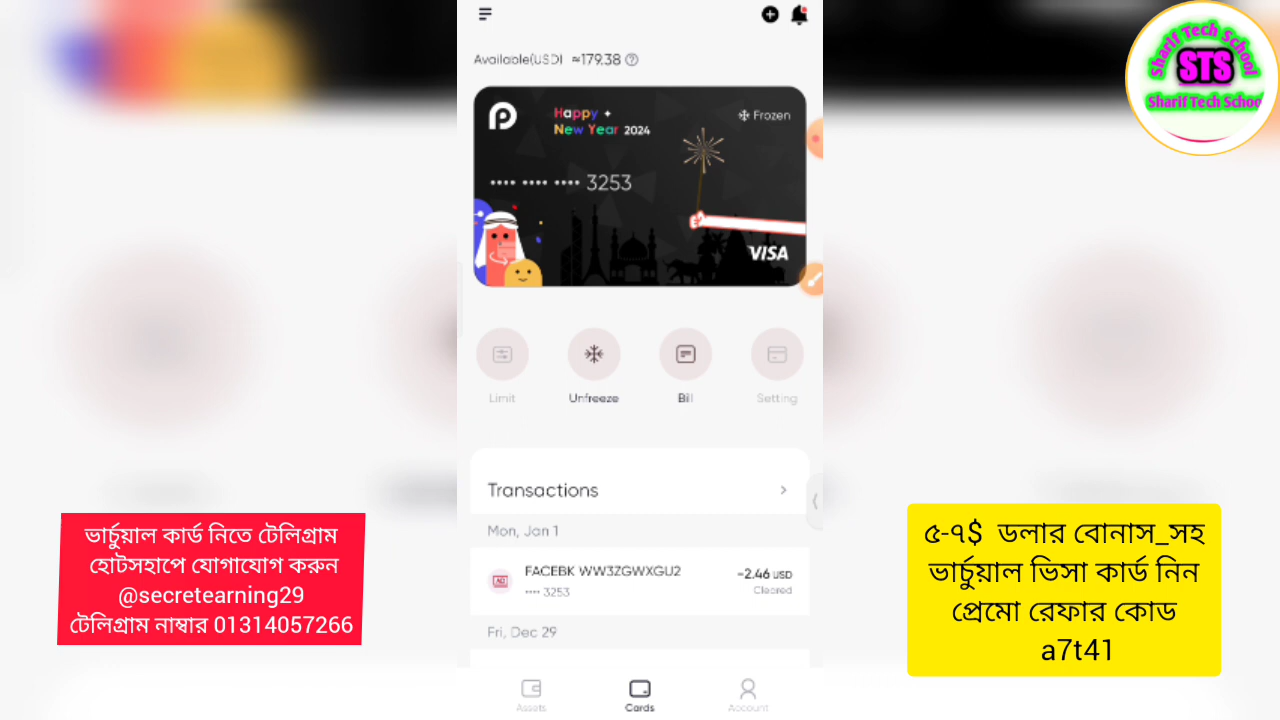 Available(USD) ≈179.38
Happy
New Year 2024
Frozen
•••• •••• •••• 3253
VISA
Limit
Unfreeze
Bill
Setting
Transactions
Mon, Jan 1
FACEBK WW3ZGWXGU2
-2.46 USD
•••• 3253
Cleared
Fri, Dec 29
Assets
Cards
Account
Sharif Tech School
STS
Sharif Tech Schoo
ভার্চুয়াল কার্ড নিতে টেলিগ্রাম
হোটসহাপে যোগাযোগ করুন
@secretearning29
টেলিগ্রাম নাম্বার 01314057266
৫-৭$ ডলার বোনাস_সহ
ভার্চুয়াল ভিসা কার্ড নিন
প্রেমো রেফার কোড
a7t41